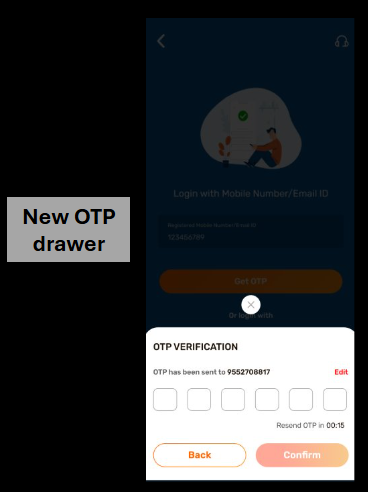 New OTP
drawer
Login with Mobile Number/Email ID
Registered Mobile Number/Email ID
123456789
Get OTP
Or login with
OTP VERIFICATION
OTP has been sent to 9552708817
Edit
Resend OTP in 00:15
Back
Confirm